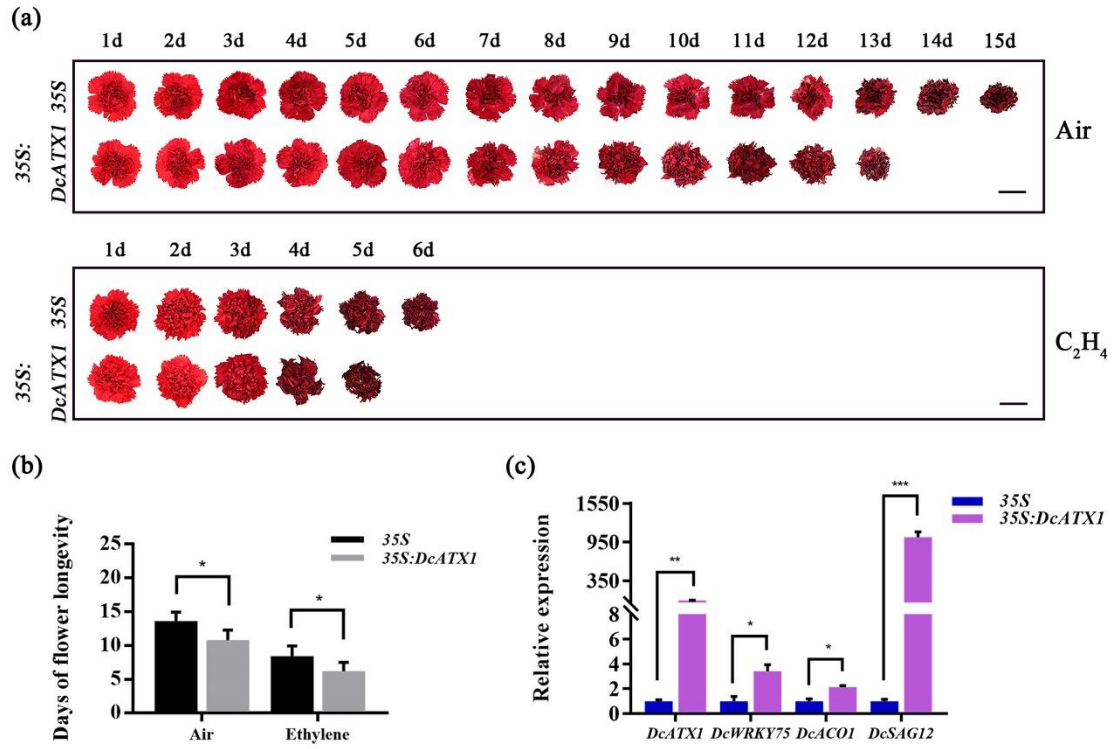 (a)
1d 2d 3d 4d 5d 6d 7d 8d 9d 10d 11d 12d 13d 14d 15d
35S
35S:
DcATX1
Air
1d 2d 3d 4d 5d 6d
35S
35S:
DcATX1
C₂H₄
(b)
Days of flower longevity
25
20
15
10
5
0
35S
35S:DcATX1
*
*
Air Ethylene
(c)
Relative expression
1550
950
350
8
6
4
2
0
35S
35S:DcATX1
**
*
*
***
DcATX1 DcWRKY75 DcACO1 DcSAG12